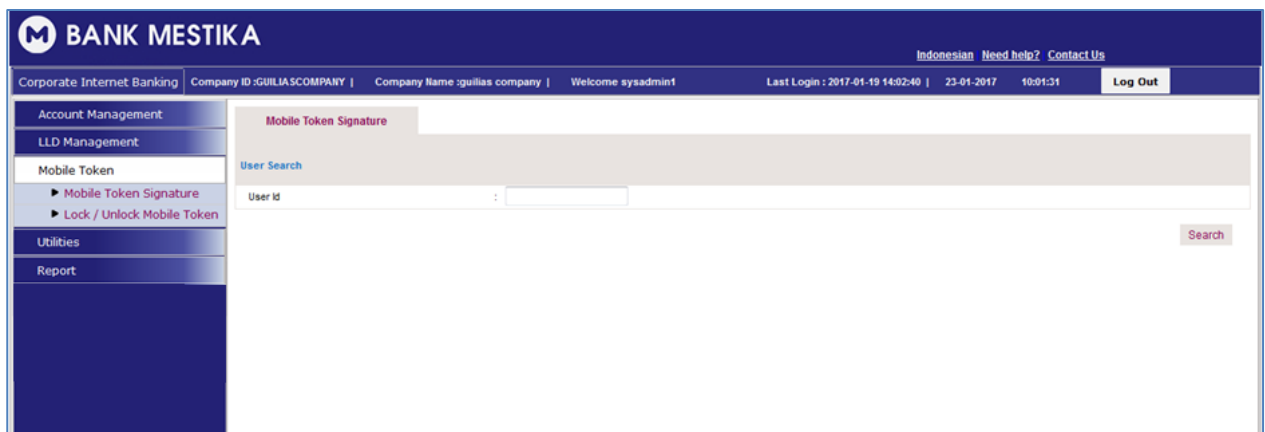 BANK MESTIKA
Indonesian Need help? Contact Us
Corporate Internet Banking Company ID :GUILIASCOMPANY | Company Name :guilias company | Welcome sysadmin1 Last Login : 2017-01-19 14:02:40 | 23-01-2017 10:01:31 Log Out
Account Management
LLD Management
Mobile Token
Mobile Token Signature
Lock / Unlock Mobile Token
Utilities
Report
Mobile Token Signature
User Search
User Id :
Search